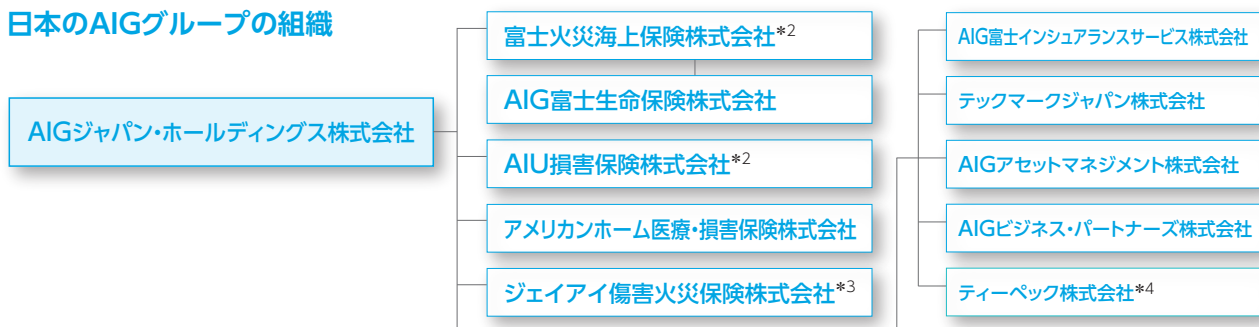 日本のAIGグループの組織
AIGジャパン・ホールディングス株式会社
富士火災海上保険株式会社*2
AIG富士生命保険株式会社
AIU損害保険株式会社*2
アメリカンホーム医療・損害保険株式会社
ジェイアイ傷害火災保険株式会社*3
AIG富士インシュアランスサービス株式会社
テックマークジャパン株式会社
AIGアセットマネジメント株式会社
AIGビジネス・パートナーズ株式会社
ティーペック株式会社*4